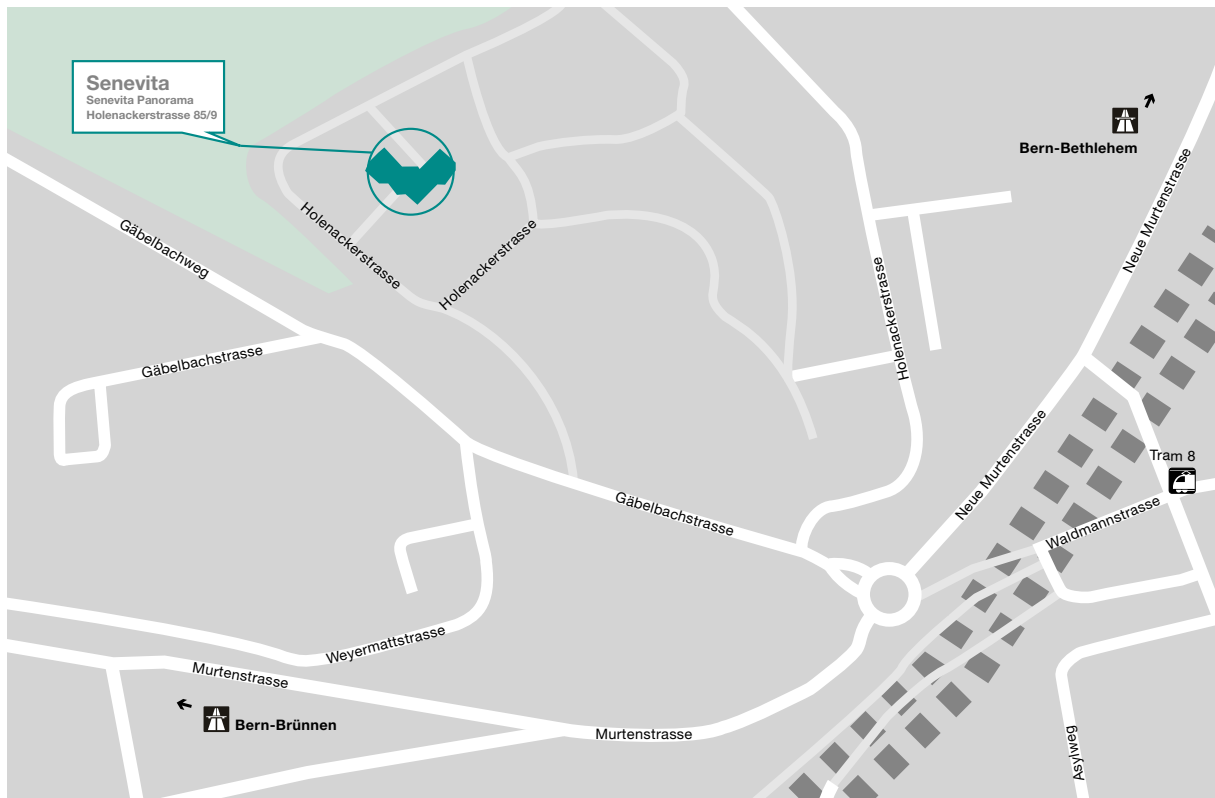 Senevita
Senevita Panorama
Holenackerstrasse 85/9
Bern-Bethlehem
Neue Murtenstrasse
Holenackerstrasse
Holenackerstrasse
Gäbelbachweg
Holenackerstrasse
Gäbelbachstrasse
Neue Murtenstrasse
Tram 8
Gäbelbachstrasse
Waldmannstrasse
Weyermattstrasse
Murtenstrasse
Bern-Brünnen
Murtenstrasse
Asylweg